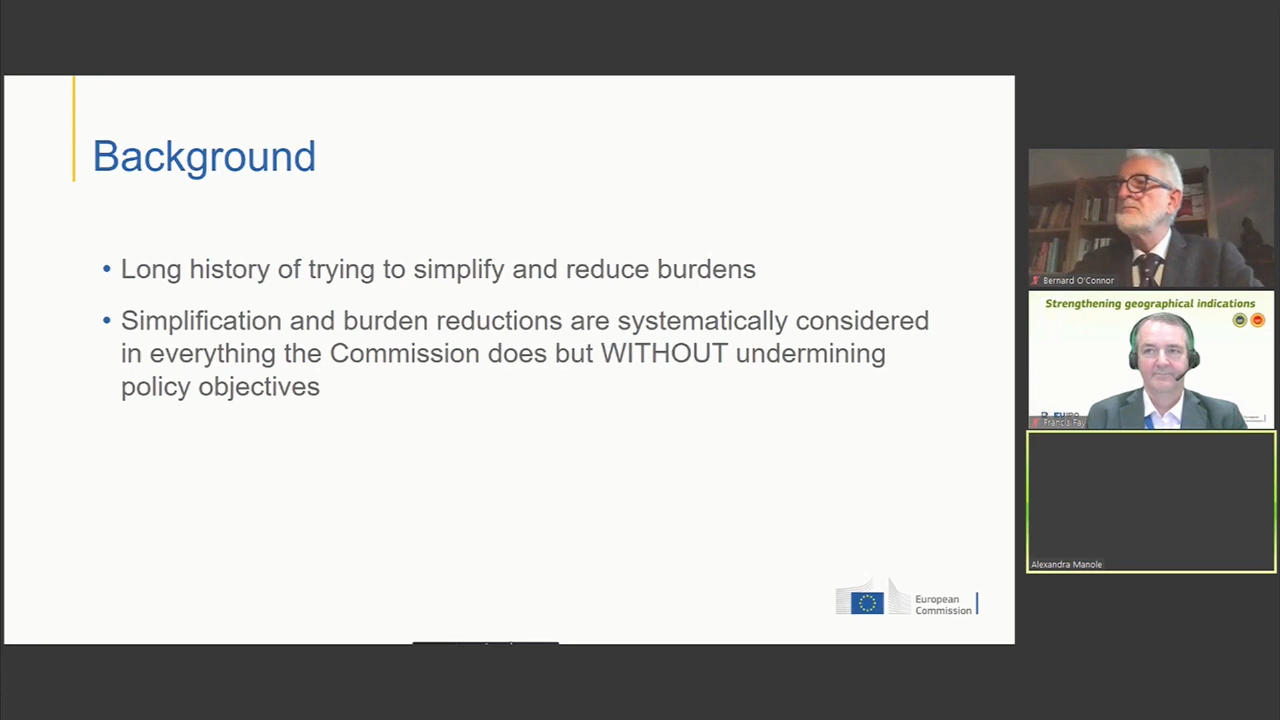 Background
• Long history of trying to simplify and reduce burdens
• Simplification and burden reductions are systematically considered
in everything the Commission does but WITHOUT undermining
policy objectives
European
Commission
Bernard O'Connor
Strengthening geographical indications
Francis Fay
Alexandra Manole